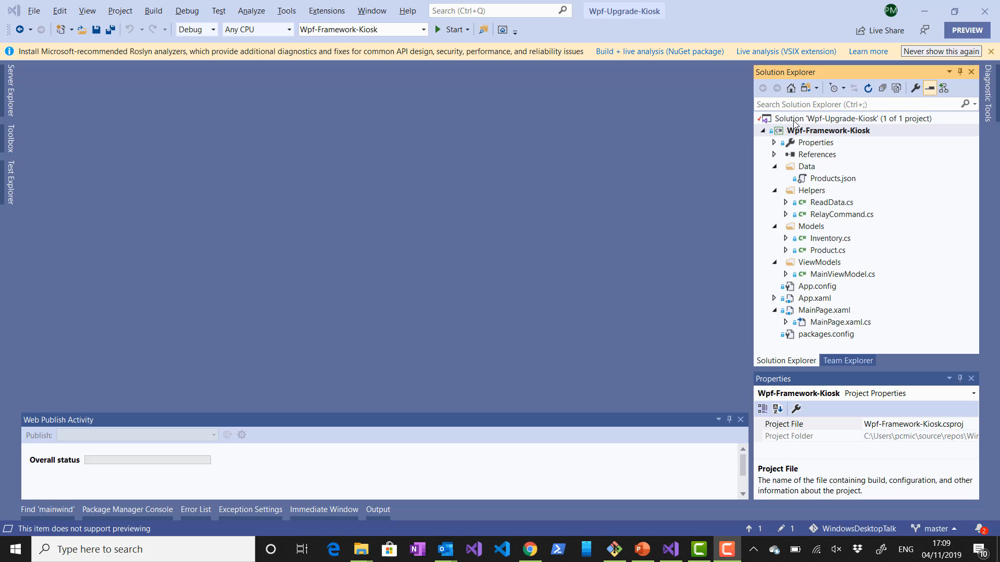 File Edit View Project Build Debug Test Analyze Tools Extensions Window Help Search (Ctrl+Q) Wpf-Upgrade-Kiosk PM
Debug Any CPU Wpf-Framework-Kiosk Start Live Share PREVIEW
Install Microsoft-recommended Roslyn analyzers, which provide additional diagnostics and fixes for common API design, security, performance, and reliability issues Build + live analysis (NuGet package) Live analysis (VSIX extension) Learn more Never show this again
Server Explorer
Toolbox
Test Explorer
Solution Explorer
Search Solution Explorer (Ctrl+;)
Solution 'Wpf-Upgrade-Kiosk' (1 of 1 project)
C# Wpf-Framework-Kiosk
Properties
References
Data
Products.json
Helpers
C# ReadData.cs
C# RelayCommand.cs
Models
C# Inventory.cs
C# Product.cs
ViewModels
C# MainViewModel.cs
App.config
App.xaml
MainPage.xaml
MainPage.xaml.cs
packages.config
Solution Explorer Team Explorer
Diagnostic Tools
Properties
Wpf-Framework-Kiosk Project Properties
Project File Wpf-Framework-Kiosk.csproj
Project Folder C:\Users\pcmic\source\repos\Wir
Project File
The name of the file containing build, configuration, and other
information about the project.
Web Publish Activity
Publish:
Overall status
Find 'mainwind' Package Manager Console Error List Exception Settings Immediate Window Output
This item does not support previewing 1 1 WindowsDesktopTalk master 2
Type here to search ENG 17:09
04/11/2019 10